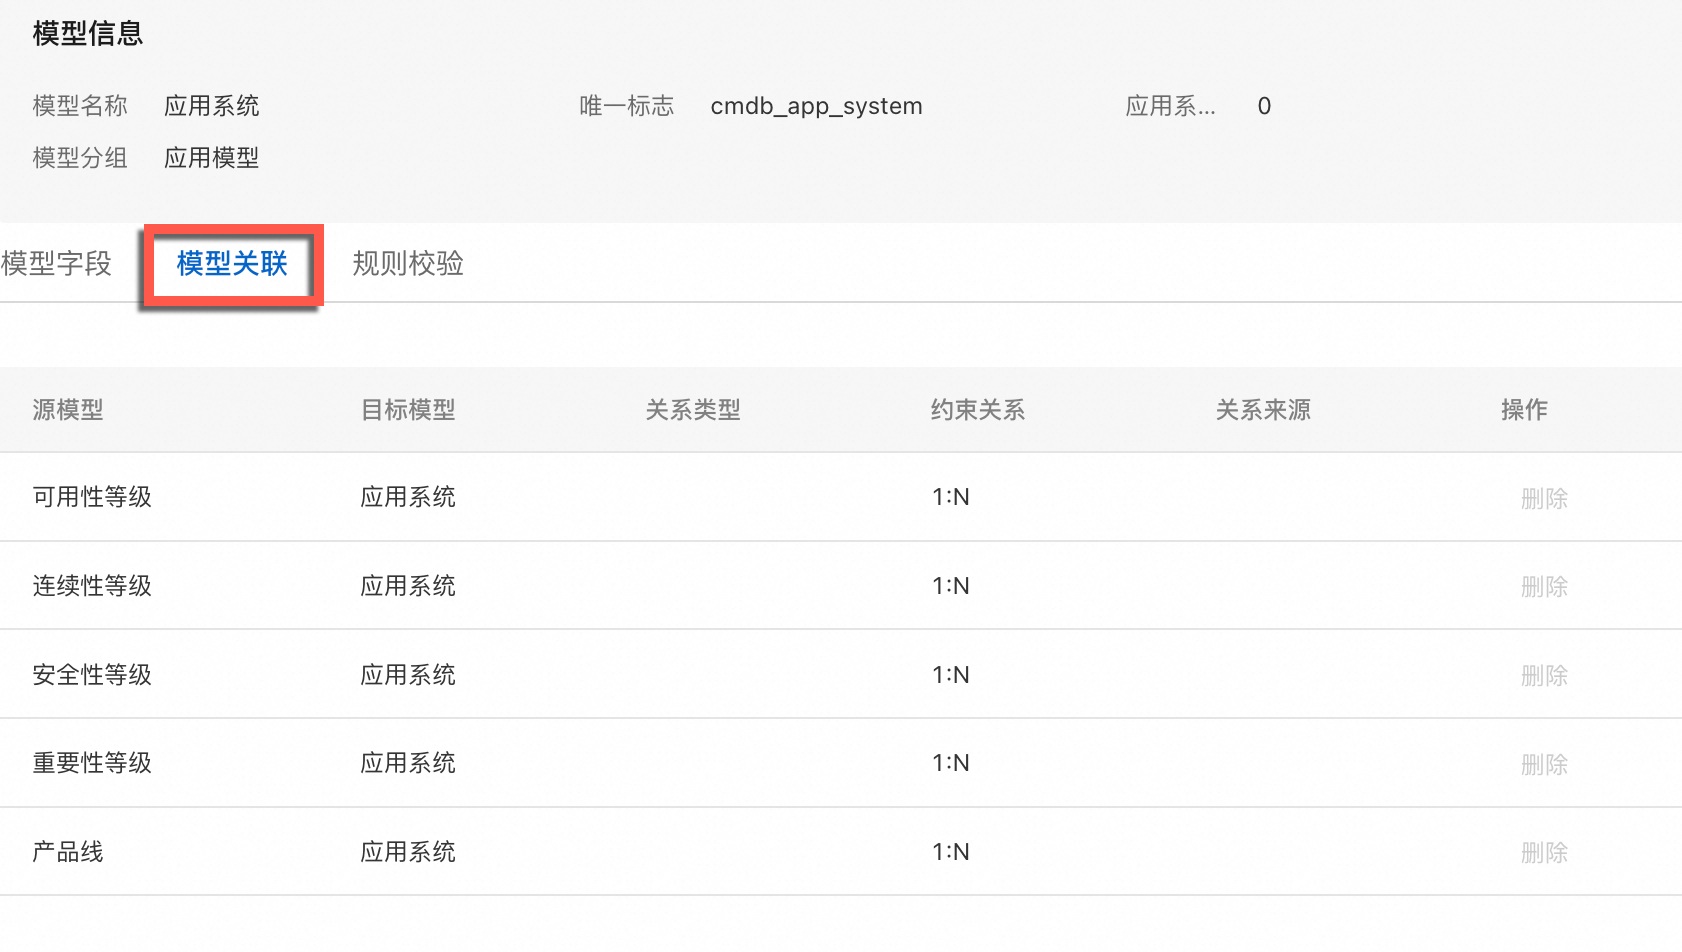 模型信息
模型名称 应用系统 唯一标志 cmdb_app_system 应用系... 0
模型分组 应用模型
模型字段 模型关联 规则校验
源模型 目标模型 关系类型 约束关系 关系来源 操作
可用性等级 应用系统 1:N 删除
连续性等级 应用系统 1:N 删除
安全性等级 应用系统 1:N 删除
重要性等级 应用系统 1:N 删除
产品线 应用系统 1:N 删除